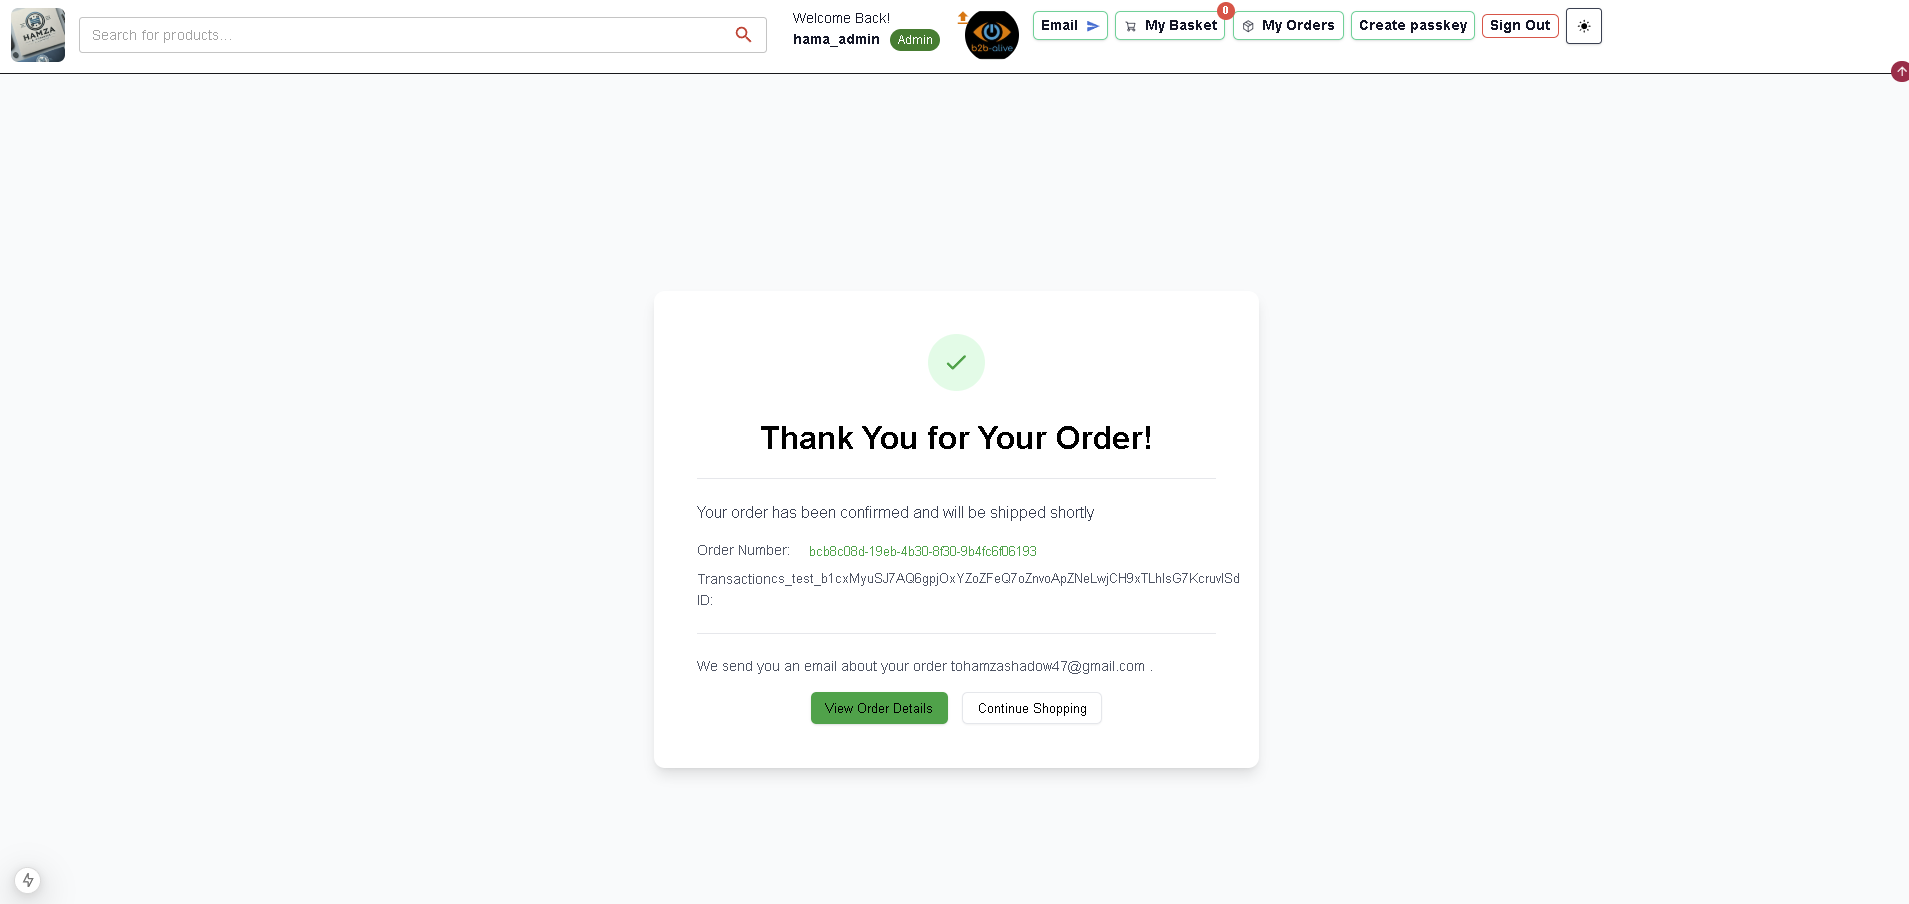 HAMZA
Search for products...
Welcome Back!
hama_admin Admin
b2b-alive
Email
My Basket 0
My Orders
Create passkey
Sign Out
Thank You for Your Order!
Your order has been confirmed and will be shipped shortly
Order Number: bcb8c08d-19eb-4b30-8f30-9b4fc6f06193
Transaction cs_test_b1cxMyuSJ7AQ6gpjOxYZoZFeQ7oZnvoApZNeLwjCH9xTLhlsG7KcruvlSd
ID:
We send you an email about your order tohamzashadow47@gmail.com .
View Order Details
Continue Shopping